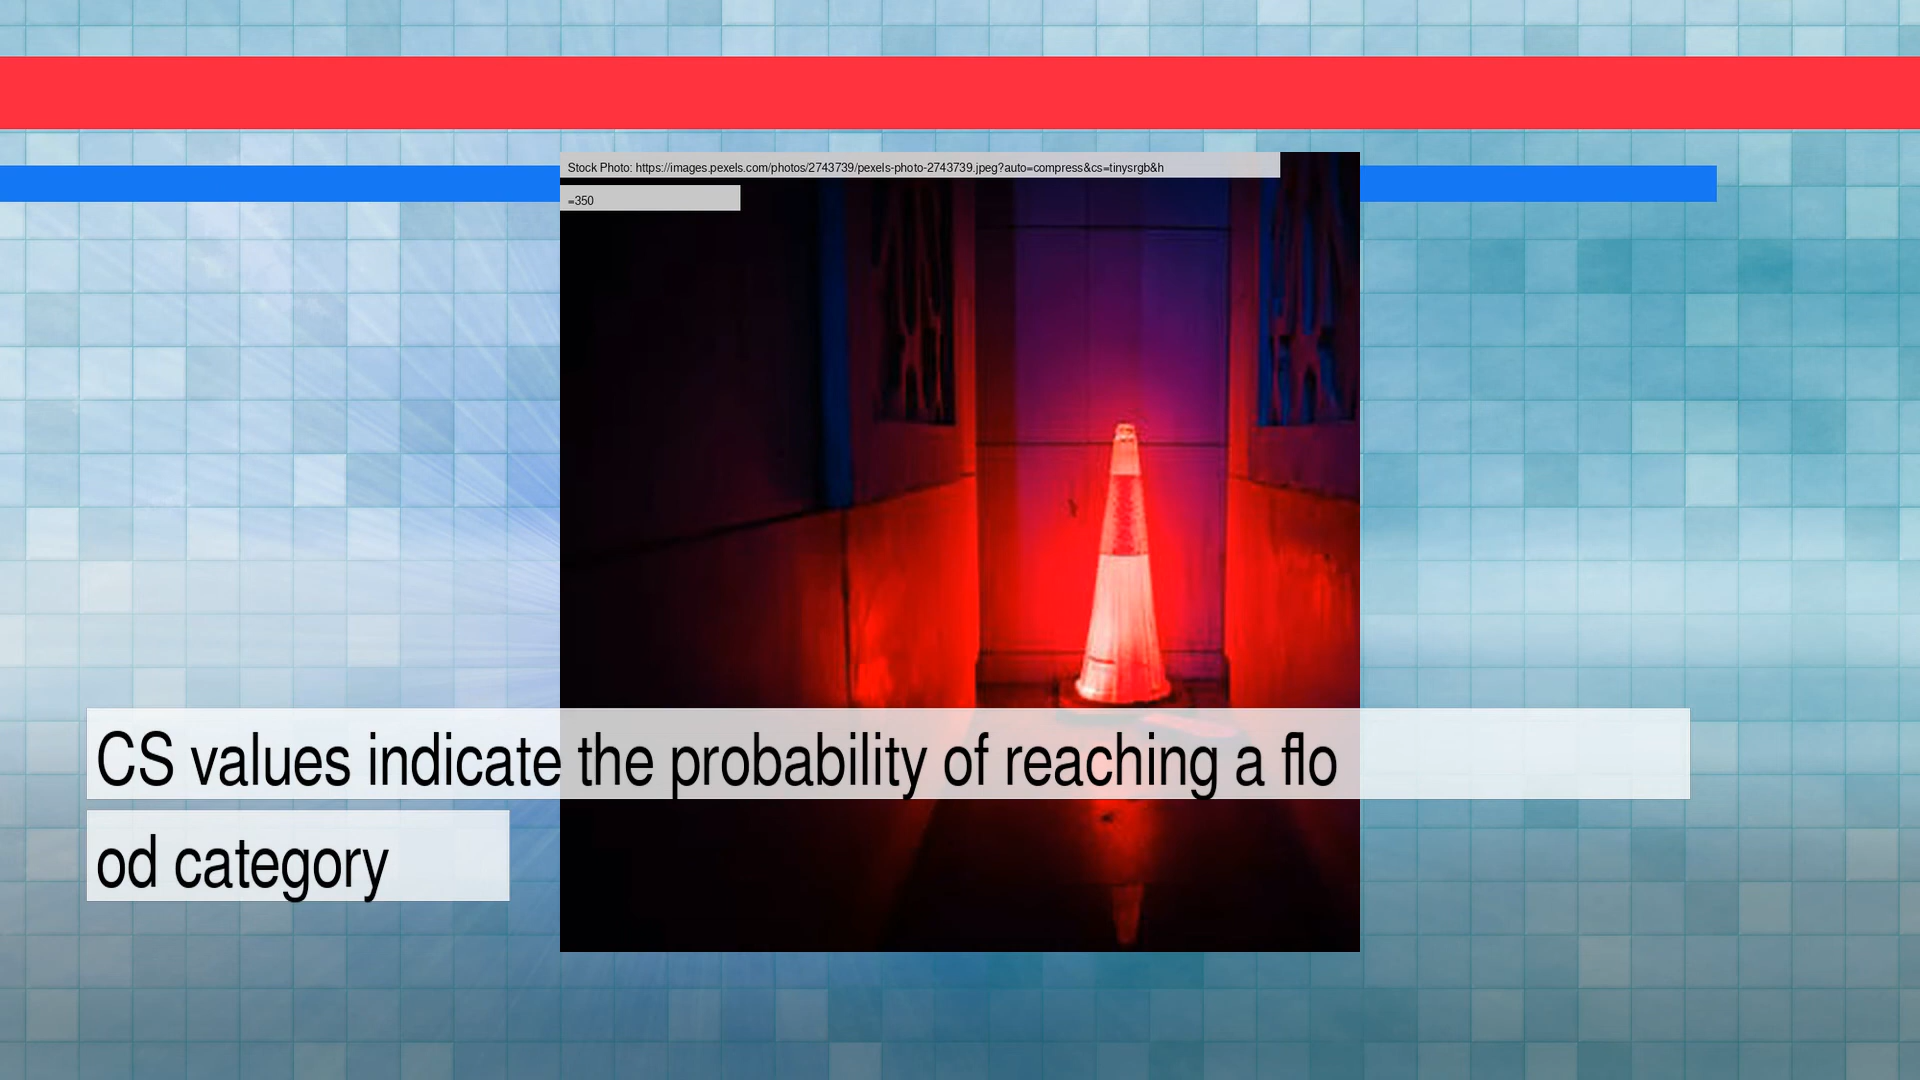 Stock Photo: https://images.pexels.com/photos/2743739/pexels-photo-2743739.jpeg?auto=compress&cs=tinysrgb&h
=350
CS values indicate the probability of reaching a flo
od category